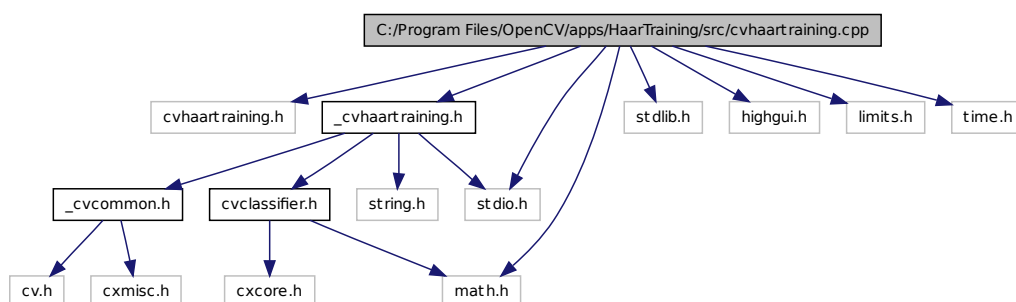 C:/Program Files/OpenCV/apps/HaarTraining/src/cvhaartraining.cpp
cvhaartraining.h
_cvhaartraining.h
stdlib.h
highgui.h
limits.h
time.h
_cvcommon.h
cvclassifier.h
string.h
stdio.h
cv.h
cxmisc.h
cxcore.h
math.h